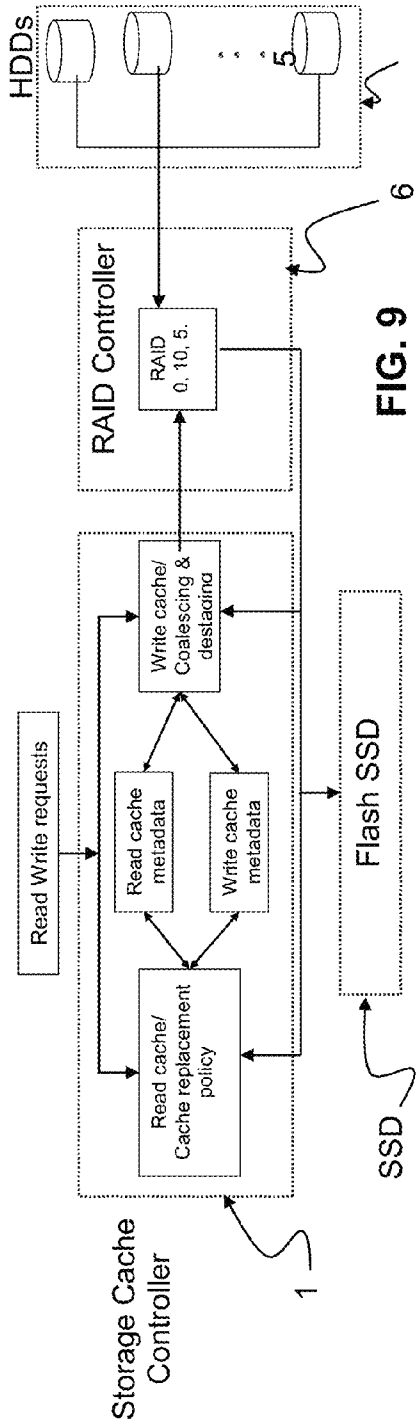 Read Write requests
Storage Cache
Controller
Read cache/
Cache replacement
policy
Read cache
metadata
Write cache
metadata
Write cache/
Coalescing &
destaging
RAID Controller
RAID
0, 10, 5.
HDDs
5
6
1
SSD
Flash SSD
FIG. 9